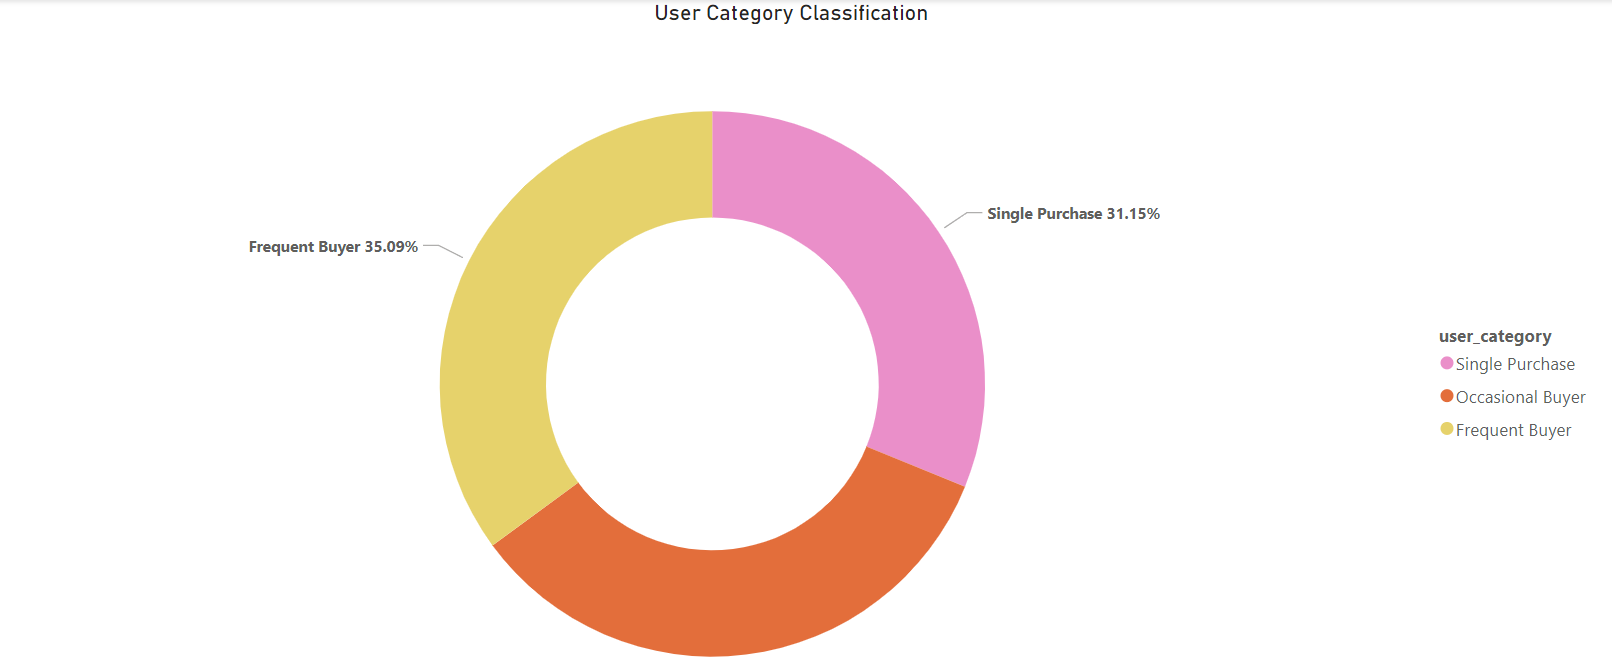 User Category Classification
Single Purchase 31.15%
Frequent Buyer 35.09%
user_category
Single Purchase
Occasional Buyer
Frequent Buyer